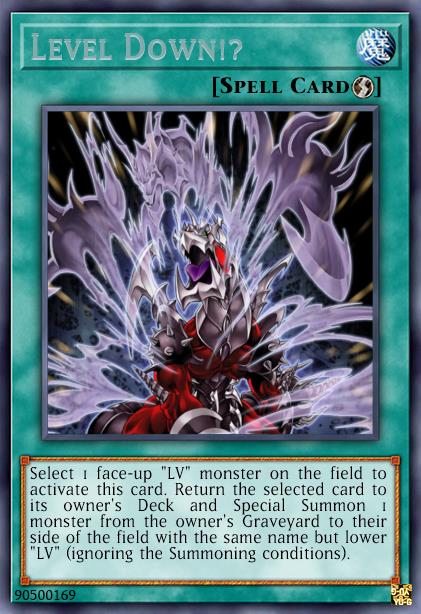 Level Down!?
魔
[Spell Card]
Select 1 face-up "LV" monster on the field to
activate this card. Return the selected card to
its owner's Deck and Special Summon 1
monster from the owner's Graveyard to their
side of the field with the same name but lower
"LV" (ignoring the Summoning conditions).
90500169